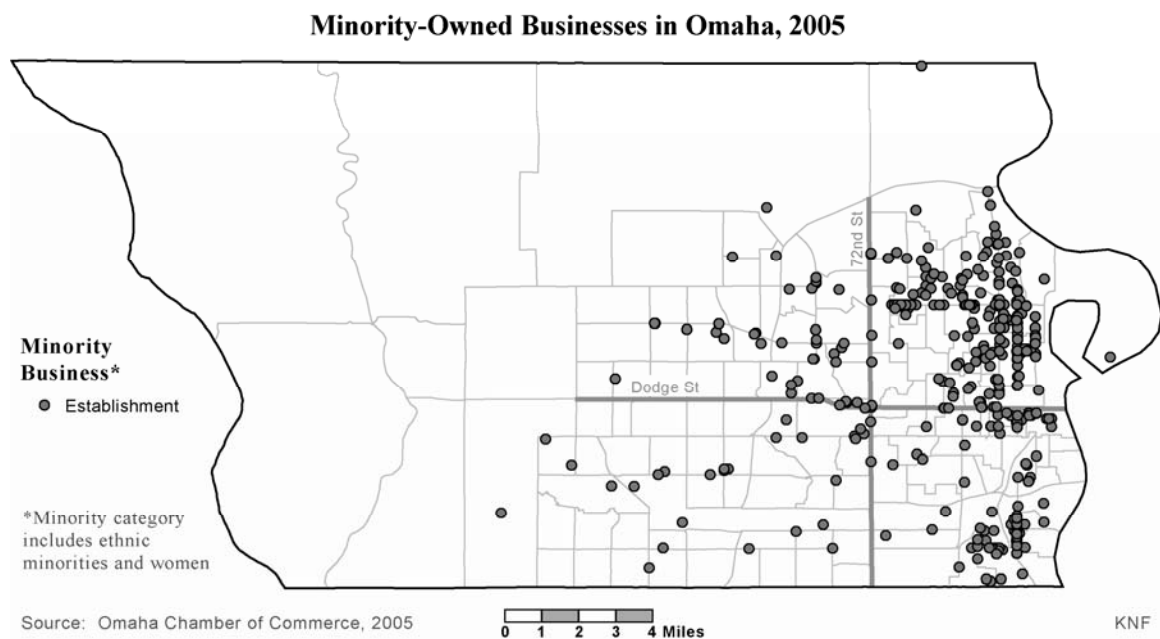 Minority-Owned Businesses in Omaha, 2005
72nd St
Dodge St
Minority
Business*
Establishment
*Minority category
includes ethnic
minorities and women
Source: Omaha Chamber of Commerce, 2005
0 1 2 3 4 Miles
KNF